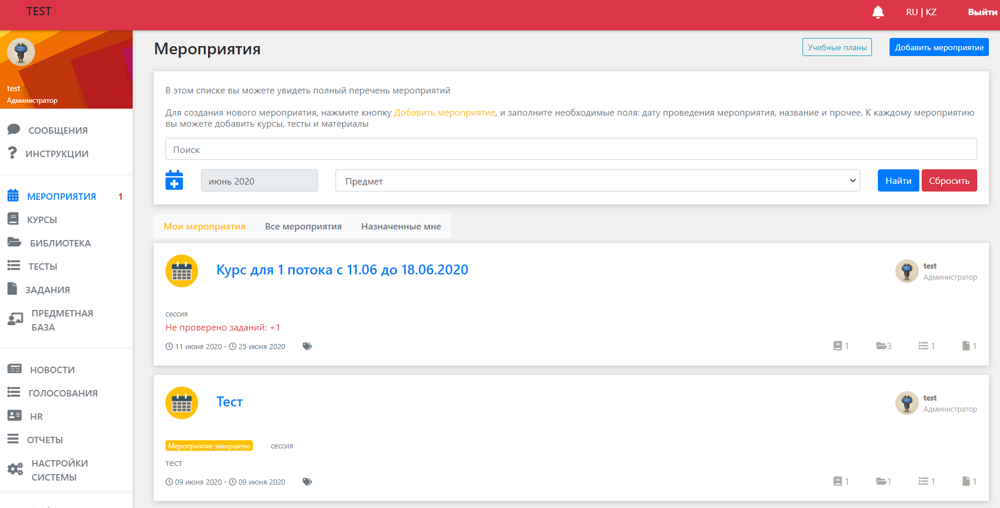 TEST
RU | KZ
Выйти
test
Администратор
СООБЩЕНИЯ
ИНСТРУКЦИИ
МЕРОПРИЯТИЯ 1
КУРСЫ
БИБЛИОТЕКА
ТЕСТЫ
ЗАДАНИЯ
ПРЕДМЕТНАЯ
БАЗА
НОВОСТИ
ГОЛОСОВАНИЯ
HR
ОТЧЕТЫ
НАСТРОЙКИ
СИСТЕМЫ
Мероприятия
Учебные планы
Добавить мероприятие
В этом списке вы можете увидеть полный перечень мероприятий
Для создания нового мероприятия, нажмите кнопку Добавить мероприятие, и заполните необходимые поля: дату проведения мероприятия, название и прочее. К каждому мероприятию
вы можете добавить курсы, тесты и материалы
Поиск
июнь 2020
Предмет
Найти
Сбросить
Мои мероприятия
Все мероприятия
Назначенные мне
Курс для 1 потока с 11.06 до 18.06.2020
test
Администратор
сессия
Не проверено заданий: +1
11 июня 2020 - 25 июня 2020
1 3 1 1
Тест
test
Администратор
Мероприятие завершено
сессия
тест
09 июня 2020 - 09 июня 2020
1 1 1 1